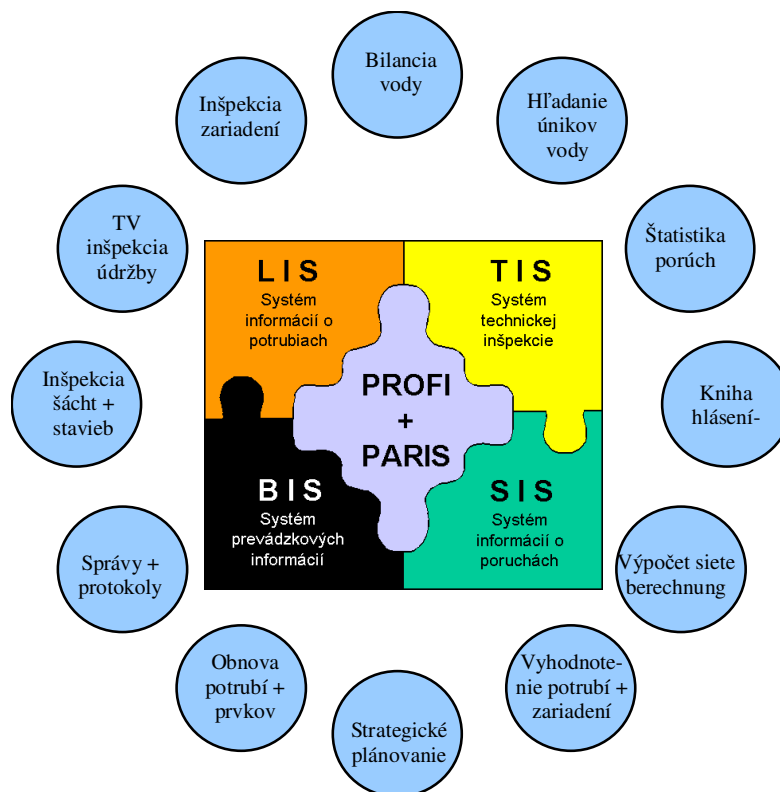 Bilancia
vody
Inšpekcia
zariadení
Hľadanie
únikov
vody
TV
inšpekcia
údržby
Štatistika
porúch
L I S
Systém
informácií o
potrubiach
T I S
Systém
technickej
inšpekcie
Inšpekcia
šácht +
stavieb
PROFI
+
PARIS
Kniha
hlásení-
B I S
Systém
prevádzkových
informácií
S I S
Systém
informácií o
poruchách
Správy +
protokoly
Výpočet siete
berechnung
Obnova
potrubí +
prvkov
Vyhodnote-
nie potrubí +
zariadení
Strategické
plánovanie